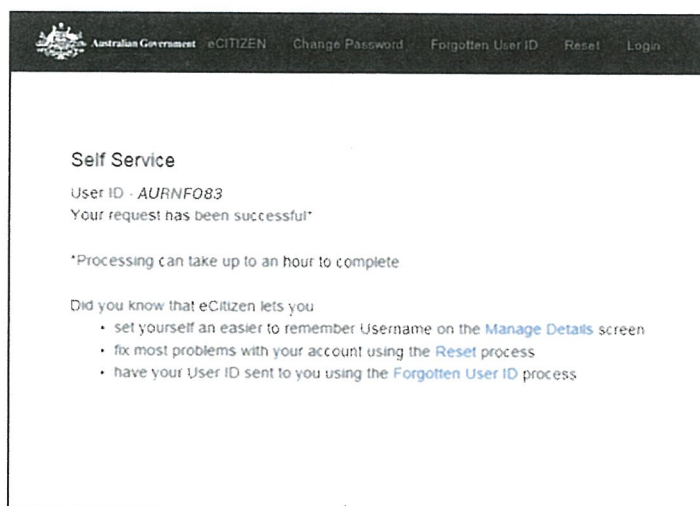 Australian Government eCITIZEN Change Password Forgotten User ID Reset Login
Self Service
User ID - AURNFO83
Your request has been successful*
*Processing can take up to an hour to complete
Did you know that eCitizen lets you
• set yourself an easier to remember Username on the Manage Details screen
• fix most problems with your account using the Reset process
• have your User ID sent to you using the Forgotten User ID process